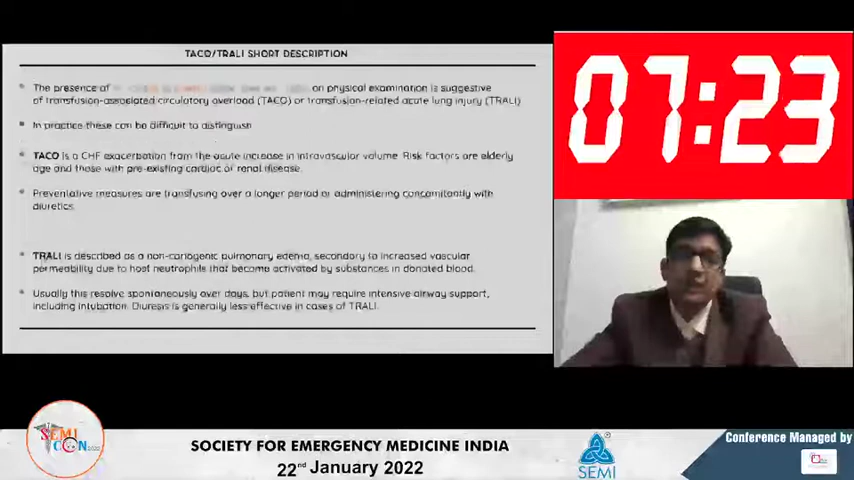 TACO/TRALI SHORT DESCRIPTION
The presence of on physical examination is suggestive
of transfusion-associated circulatory overload (TACO) or transfusion-related acute lung injury (TRALI)
In practice these can be difficult to distinguish
TACO is a CHF exacerbation from the acute increase in intravascular volume. Risk factors are elderly
age and those with pre-existing cardiac or renal disease.
Preventative measures are transfusing over a longer period or administering concomitantly with
diuretics.
TRALI is described as a non-cariogenic pulmonary edema, secondary to increased vascular
permeability due to host neutrophils that become activated by substances in donated blood.
Usually this resolve spontaneously over days, but patient may require intensive airway support,
including intubation. Diuresis is generally less effective in cases of TRALI.
07:23
SEMI
CON 2022
SOCIETY FOR EMERGENCY MEDICINE INDIA
22nd January 2022
SEMI
Conference Managed by